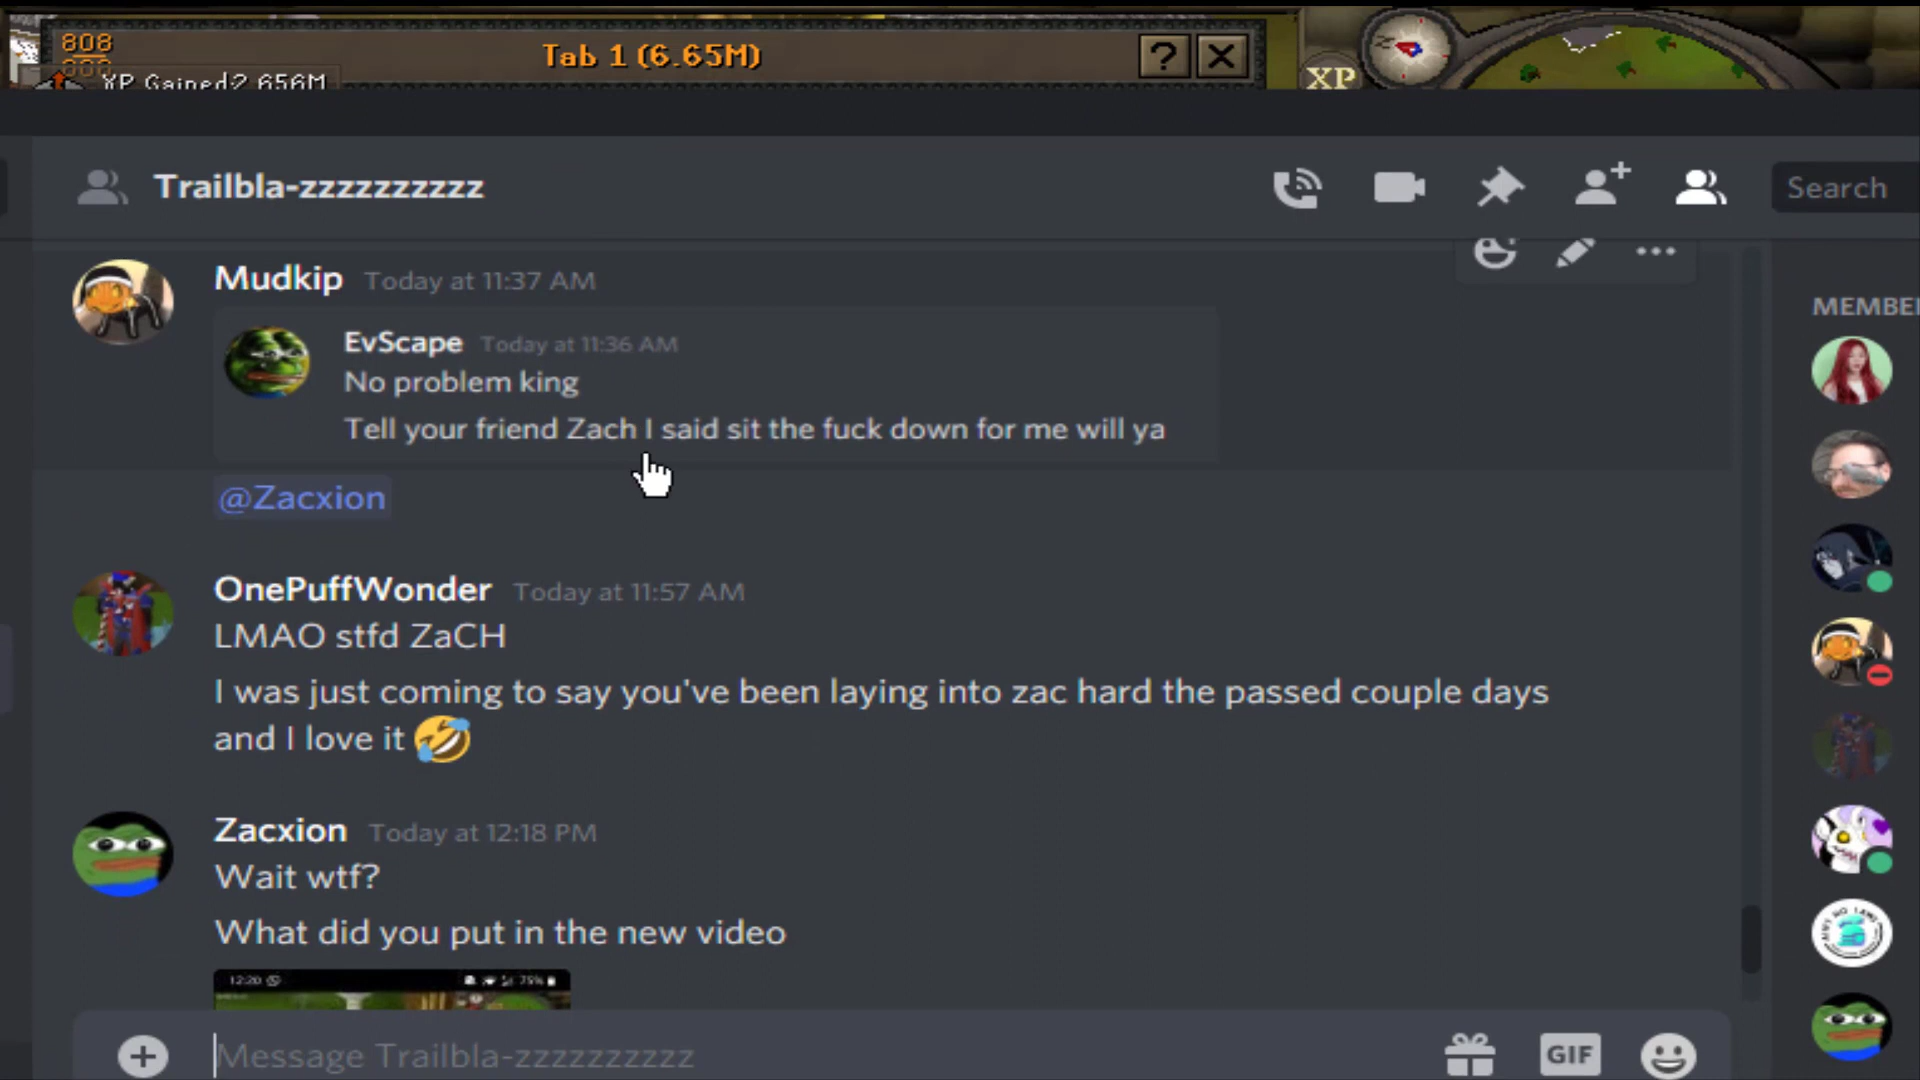 808
Tab 1 (6.65M)
?
XP Gained 2.656M
XP
Trailbla-zzzzzzzzzz
Search
Mudkip Today at 11:37 AM
EvScape Today at 11:36 AM
No problem king
Tell your friend Zach I said sit the fuck down for me will ya
MEMBE
@Zacxion
OnePuffWonder Today at 11:57 AM
LMAO stfd ZaCH
I was just coming to say you've been laying into zac hard the passed couple days
and I love it
Zacxion Today at 12:18 PM
Wait wtf?
What did you put in the new video
12:20 75%
Message Trailbla-zzzzzzzzzz
GIF